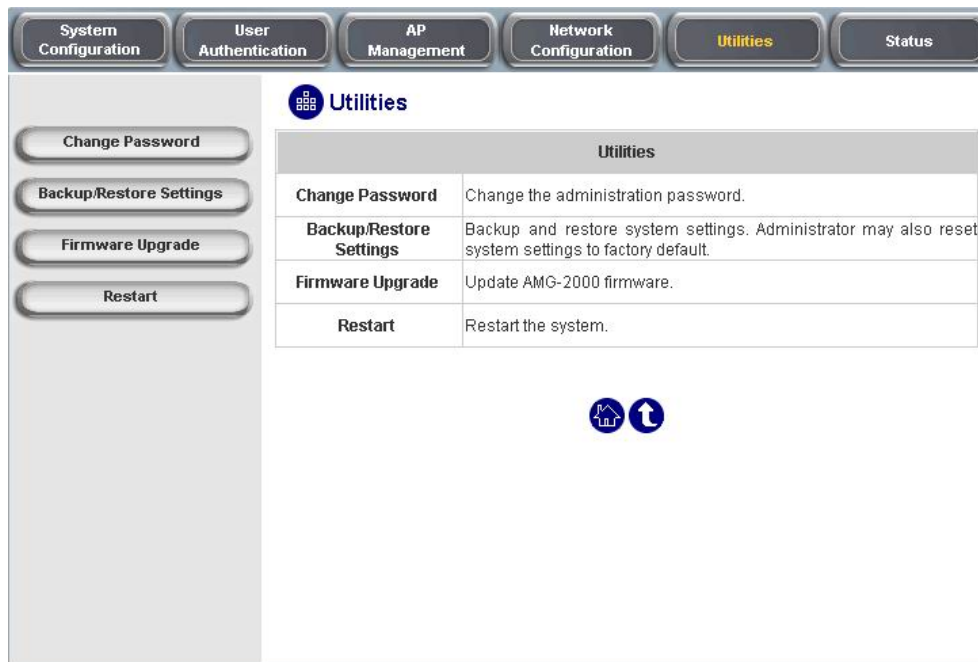 System
Configuration
User
Authentication
AP
Management
Network
Configuration
Utilities
Status
Utilities
Change Password
Backup/Restore Settings
Firmware Upgrade
Restart
Utilities
Change Password
Change the administration password.
Backup/Restore
Settings
Backup and restore system settings. Administrator may also reset
system settings to factory default.
Firmware Upgrade
Update AMG-2000 firmware.
Restart
Restart the system.